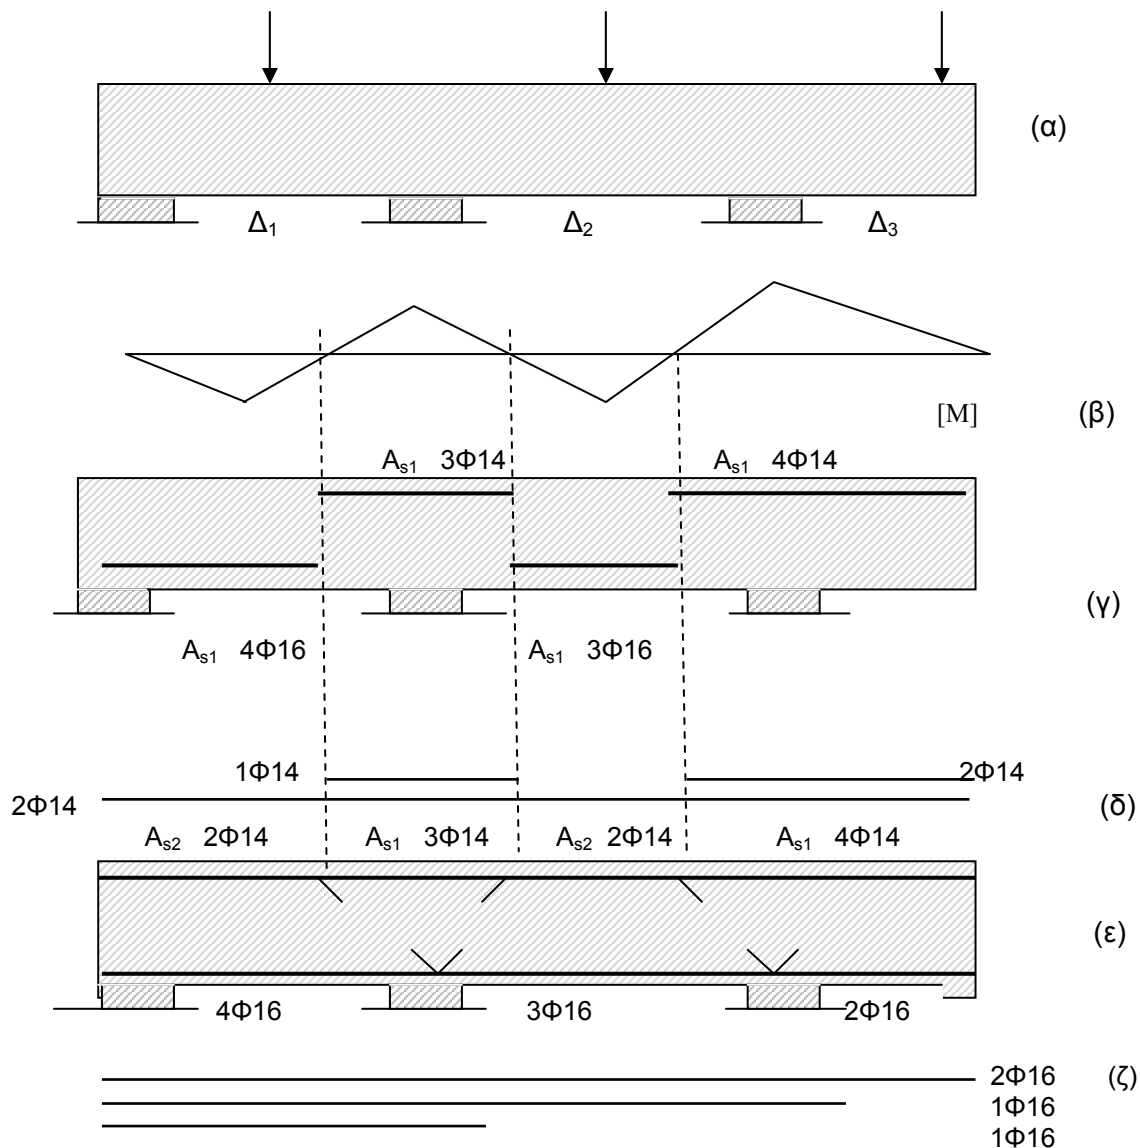 (α)
Δ₁ Δ₂ Δ₃
[M] (β)
Aₛ₁ 3Φ14 Aₛ₁ 4Φ14
(γ)
Aₛ₁ 4Φ16 Aₛ₁ 3Φ16
1Φ14 2Φ14
2Φ14 (δ)
Aₛ₂ 2Φ14 Aₛ₁ 3Φ14 Aₛ₂ 2Φ14 Aₛ₁ 4Φ14
(ε)
4Φ16 3Φ16 2Φ16
2Φ16 (ζ)
1Φ16
1Φ16